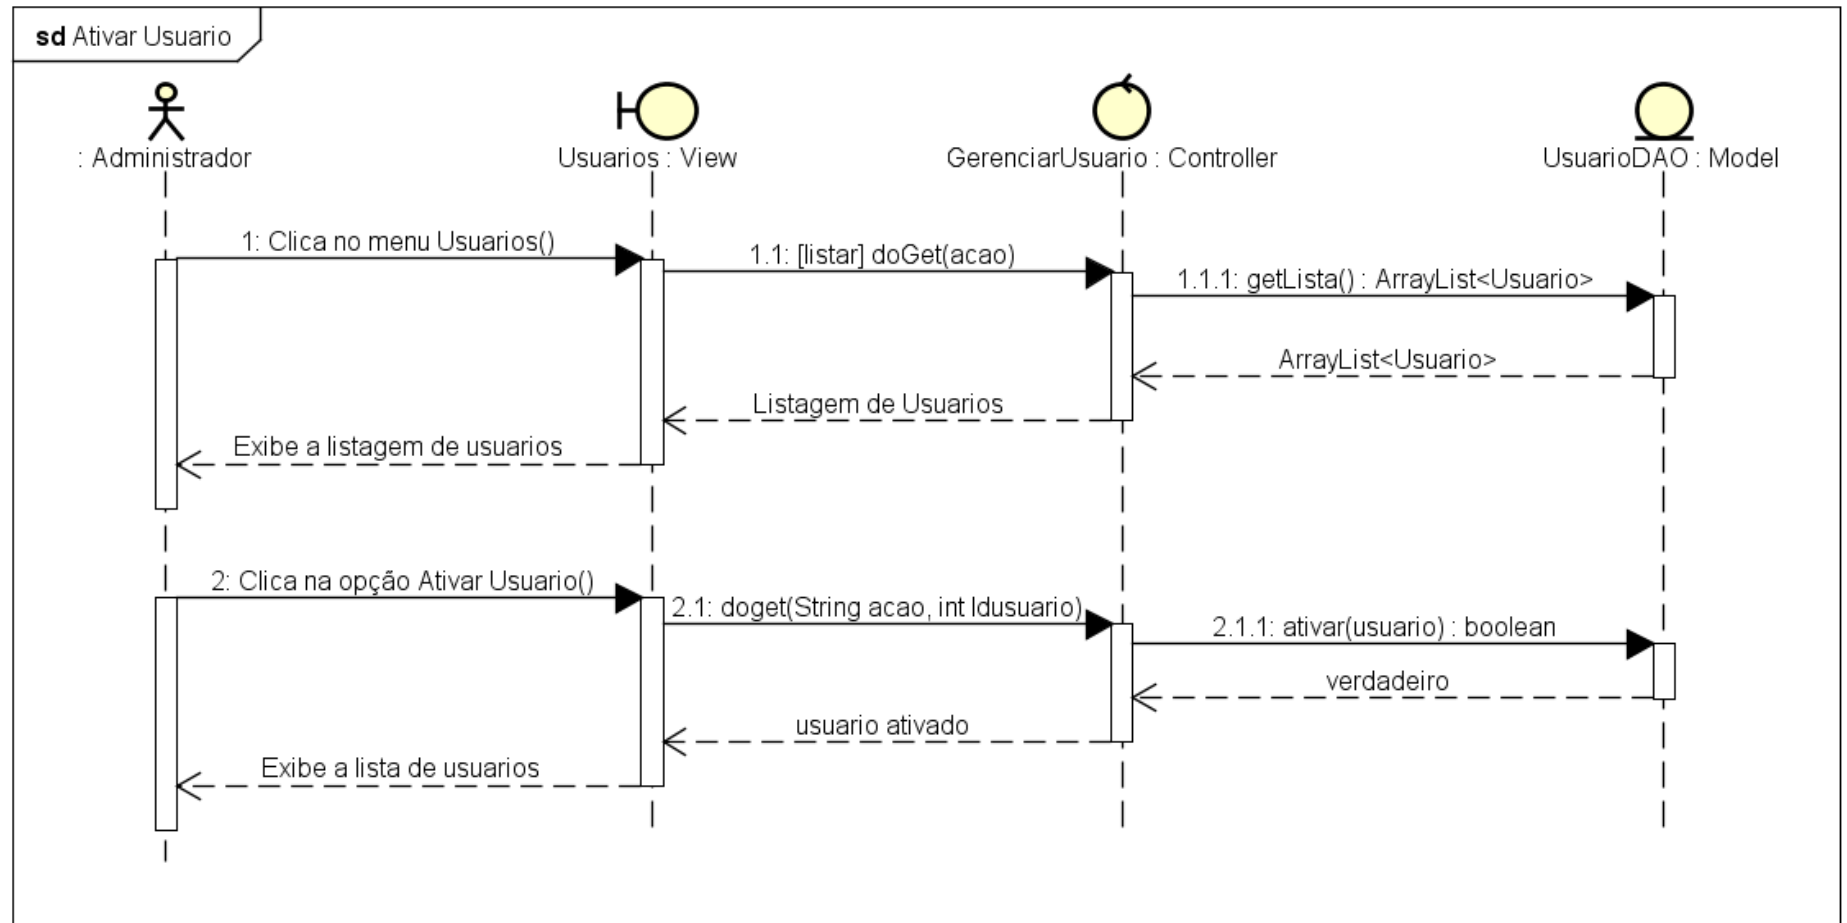 sd Ativar Usuario
: Administrador
Usuarios : View
GerenciarUsuario : Controller
UsuarioDAO : Model
1: Clica no menu Usuarios()
1.1: [listar] doGet(acao)
1.1.1: getLista() : ArrayList<Usuario>
ArrayList<Usuario>
Listagem de Usuarios
Exibe a listagem de usuarios
2: Clica na opção Ativar Usuario()
2.1: doget(String acao, int Idusuario)
2.1.1: ativar(usuario) : boolean
verdadeiro
usuario ativado
Exibe a lista de usuarios